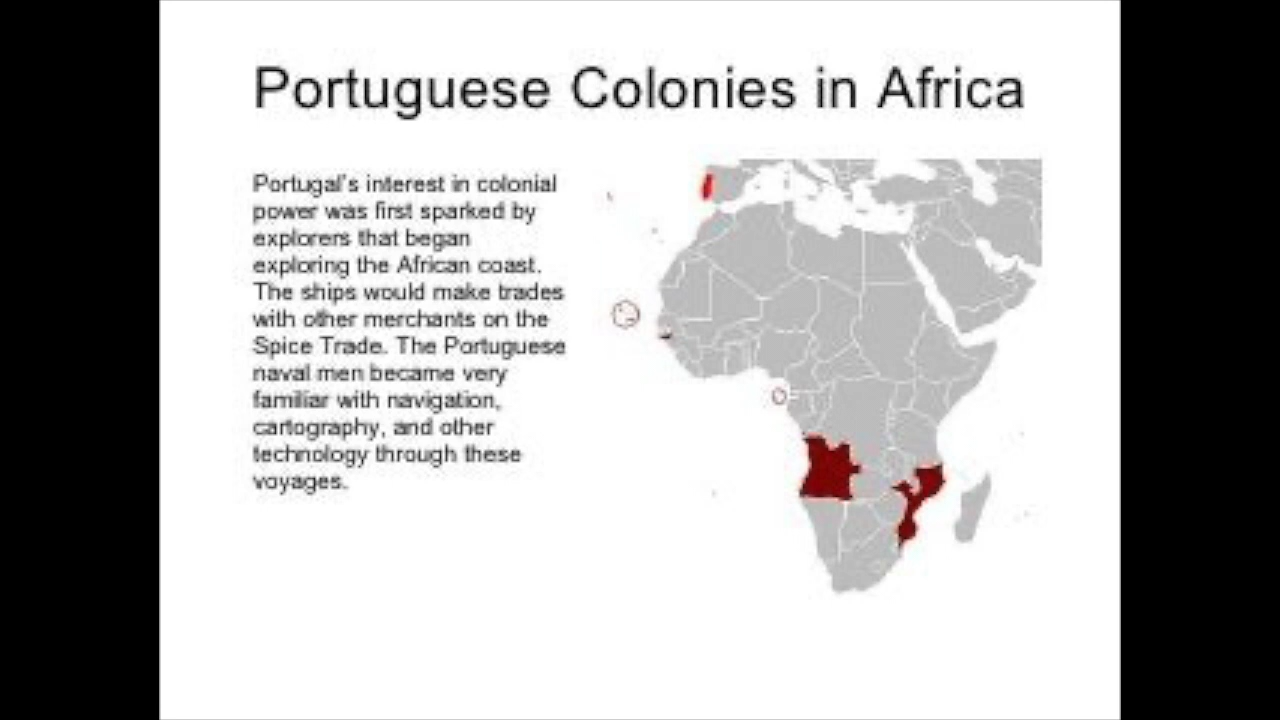 Portuguese Colonies in Africa
Portugal's interest in colonial
power was first sparked by
explorers that began
exploring the African coast.
The ships would make trades
with other merchants on the
Spice Trade. The Portuguese
naval men became very
familiar with navigation,
cartography, and other
technology through these
voyages.